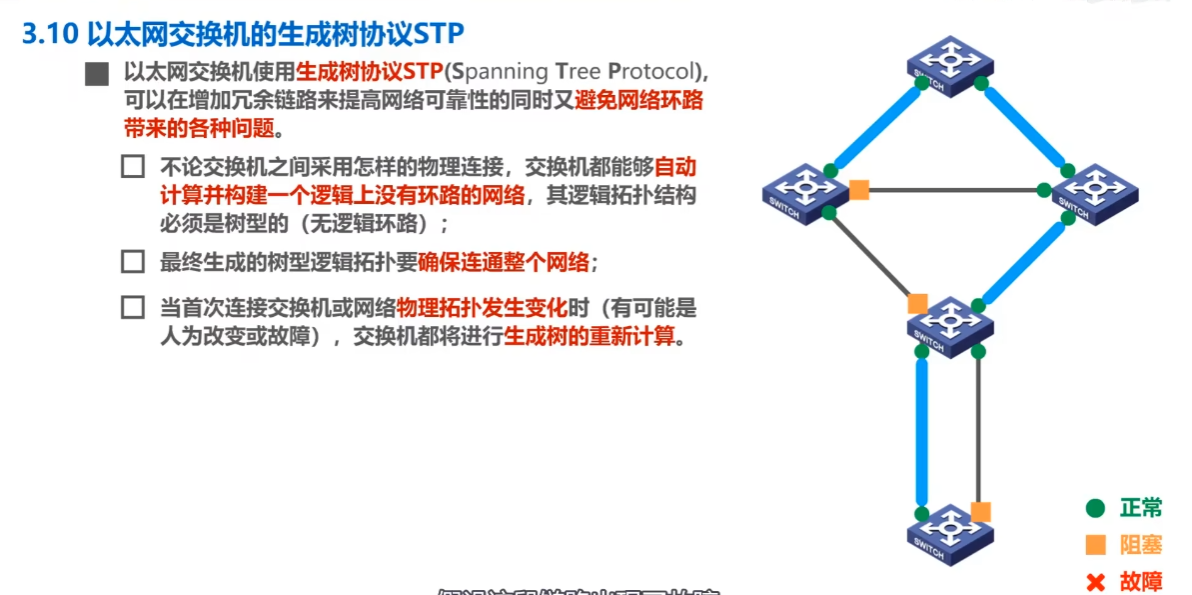 3.10 以太网交换机的生成树协议STP
以太网交换机使用生成树协议STP(Spanning Tree Protocol),
可以在增加冗余链路来提高网络可靠性的同时又避免网络环路
带来的各种问题。
不论交换机之间采用怎样的物理连接，交换机都能够自动
计算并构建一个逻辑上没有环路的网络，其逻辑拓扑结构
必须是树型的（无逻辑环路）；
最终生成的树型逻辑拓扑要确保连通整个网络；
当首次连接交换机或网络物理拓扑发生变化时（有可能是
人为改变或故障），交换机都将进行生成树的重新计算。
SWITCH
SWITCH
SWITCH
SWITCH
SWITCH
正常
阻塞
故障